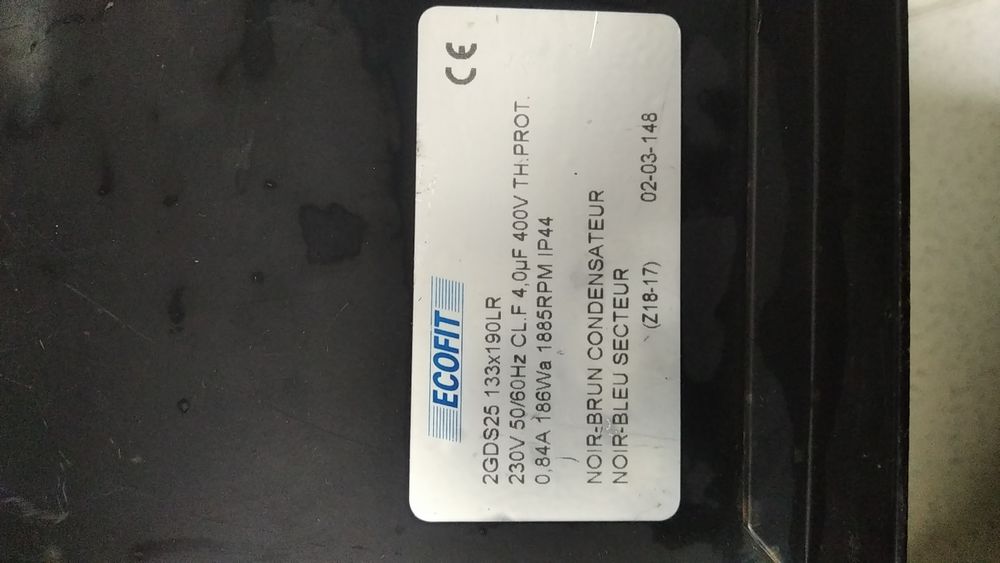 CE
ECOFIT
2GDS25 133x190LR
230V 50/60Hz CL.F 4,0µF 400V TH.PROT.
0,84A 186Wa 1885RPM IP44
NOIR-BRUN CONDENSATEUR
NOIR-BLEU SECTEUR
(Z18-17) 02-03-148